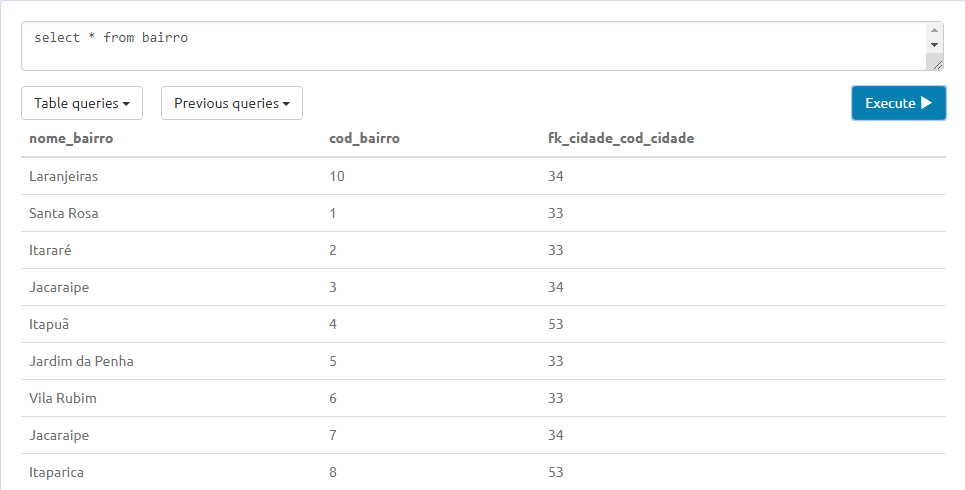 select * from bairro
Table queries Previous queries Execute
nome_bairro cod_bairro fk_cidade_cod_cidade
Laranjeiras 10 34
Santa Rosa 1 33
Itararé 2 33
Jacaraipe 3 34
Itapuã 4 53
Jardim da Penha 5 33
Vila Rubim 6 33
Jacaraipe 7 34
Itaparica 8 53